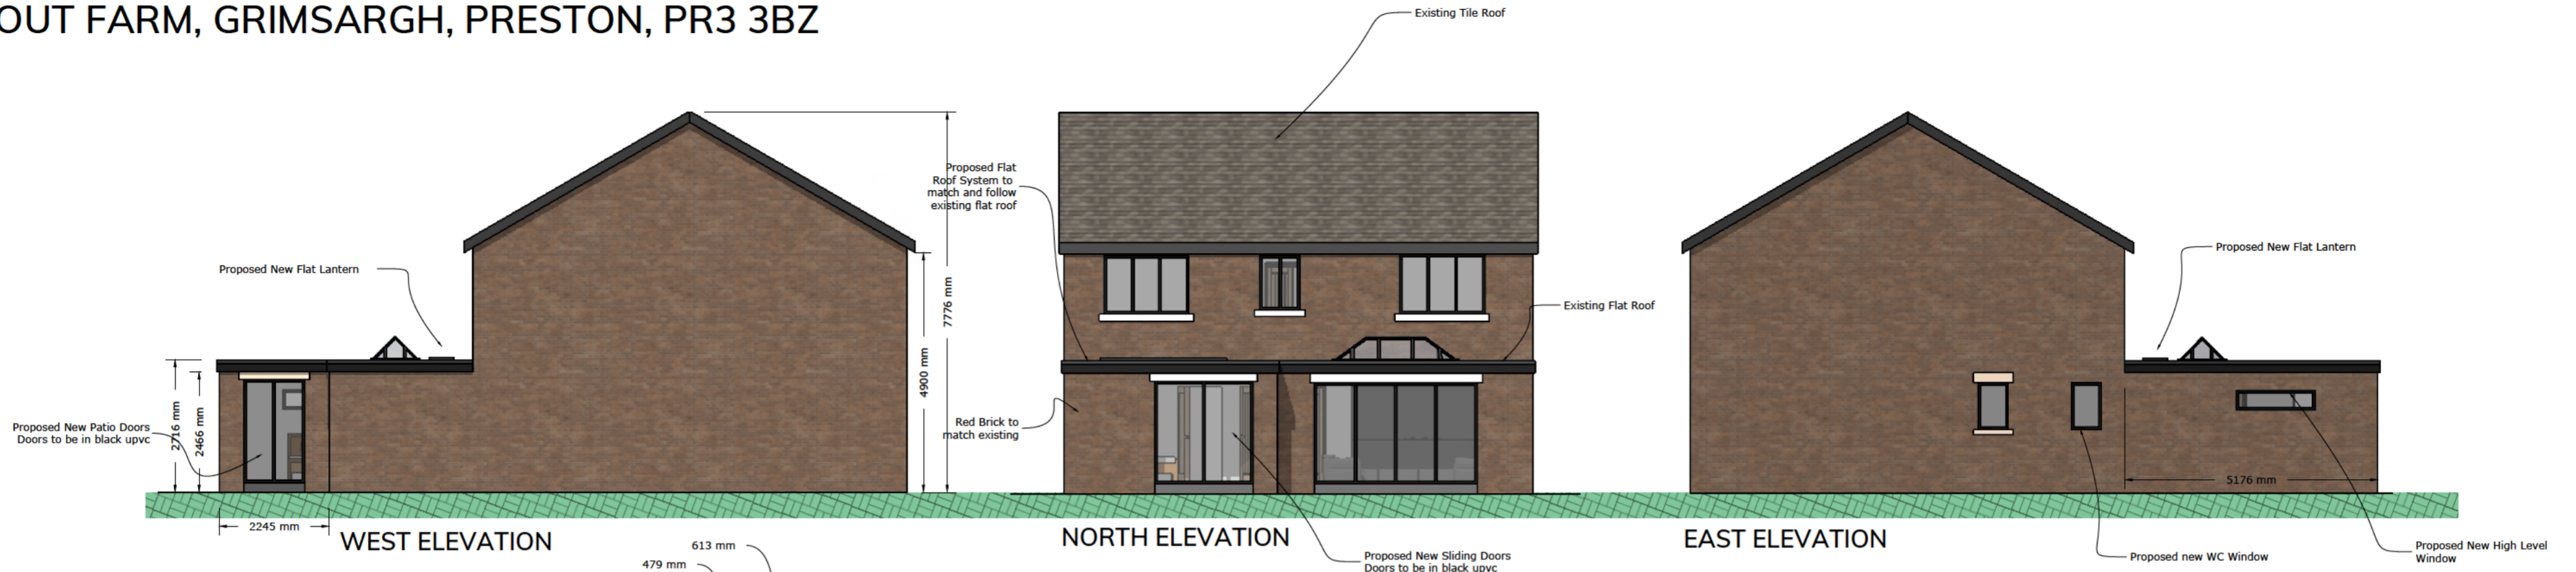 OUT FARM, GRIMSARGH, PRESTON, PR3 3BZ
Existing Tile Roof
Proposed Flat
Roof System to
match and follow
existing flat roof
Proposed New Flat Lantern
7776 mm
4900 mm
2716 mm
2466 mm
Proposed New Patio Doors
Doors to be in black upvc
2245 mm
WEST ELEVATION
613 mm
479 mm
Existing Flat Roof
Red Brick to
match existing
NORTH ELEVATION
Proposed New Sliding Doors
Doors to be in black upvc
Proposed New Flat Lantern
5176 mm
EAST ELEVATION
Proposed new WC Window
Proposed New High Level
Window